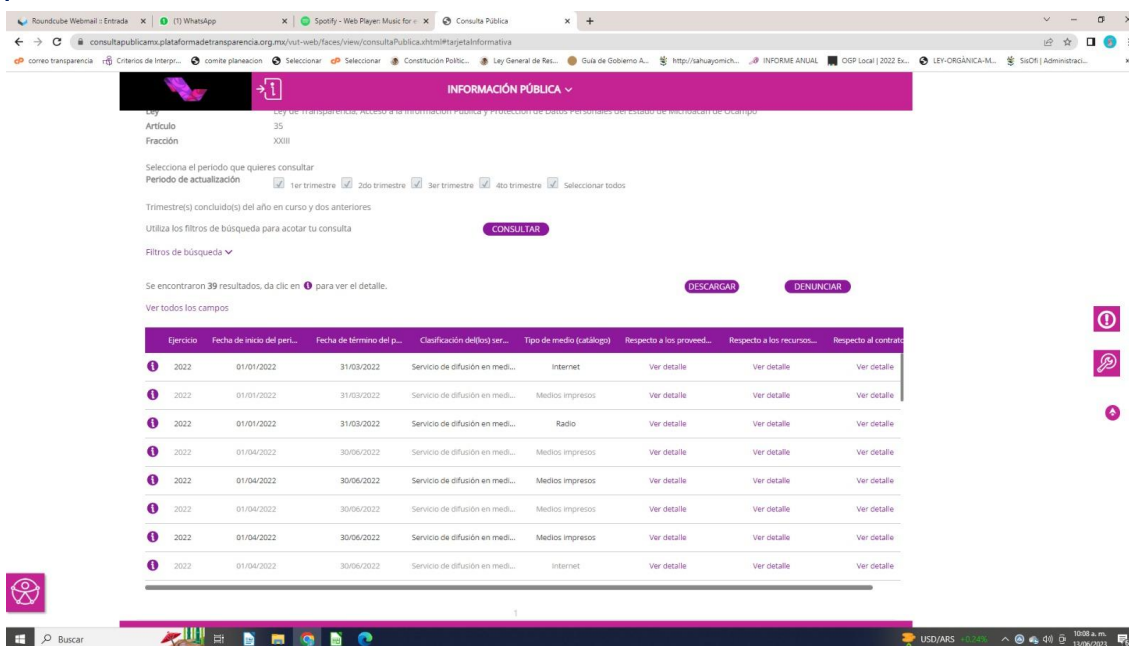 Roundcube Webmail :: Entrada (1) WhatsApp Spotify - Web Player: Music for e Consulta Pública
consultapublicamx.plataformadetransparencia.org.mx/vut-web/faces/view/consultaPublica.xhtml#tarjetaInformativa
correo transparencia Criterios de Interpr... comite planeacion Seleccionar Seleccionar Constitución Politic... Ley General de Res... Guía de Gobierno A... http://sahuayomich... INFORME ANUAL OGP Local | 2022 Ex... LEY-ORGÁNICA-M... SisOfi | Administraci...
INFORMACIÓN PÚBLICA
Ley Ley de Transparencia, Acceso a la Información Pública y Protección de Datos Personales del Estado de Michoacán de Ocampo
Artículo 35
Fracción XXIII
Selecciona el periodo que quieres consultar
Periodo de actualización 1er trimestre 2do trimestre 3er trimestre 4to trimestre Seleccionar todos
Trimestre(s) concluido(s) del año en curso y dos anteriores
Utiliza los filtros de búsqueda para acotar tu consulta CONSULTAR
Filtros de búsqueda
Se encontraron 39 resultados, da clic en i para ver el detalle. DESCARGAR DENUNCIAR
Ver todos los campos
Ejercicio Fecha de inicio del peri... Fecha de término del p... Clasificación del(los) ser... Tipo de medio (catálogo) Respecto a los proveed... Respecto a los recursos... Respecto al contrato
2022 01/01/2022 31/03/2022 Servicio de difusión en medi... Internet Ver detalle Ver detalle Ver detalle
2022 01/01/2022 31/03/2022 Servicio de difusión en medi... Medios impresos Ver detalle Ver detalle Ver detalle
2022 01/01/2022 31/03/2022 Servicio de difusión en medi... Radio Ver detalle Ver detalle Ver detalle
2022 01/04/2022 30/06/2022 Servicio de difusión en medi... Medios impresos Ver detalle Ver detalle Ver detalle
2022 01/04/2022 30/06/2022 Servicio de difusión en medi... Medios impresos Ver detalle Ver detalle Ver detalle
2022 01/04/2022 30/06/2022 Servicio de difusión en medi... Medios impresos Ver detalle Ver detalle Ver detalle
2022 01/04/2022 30/06/2022 Servicio de difusión en medi... Medios impresos Ver detalle Ver detalle Ver detalle
2022 01/04/2022 30/06/2022 Servicio de difusión en medi... Internet Ver detalle Ver detalle Ver detalle
1
Buscar USD/ARS +0.24% 10:08 a. m.
13/06/2023